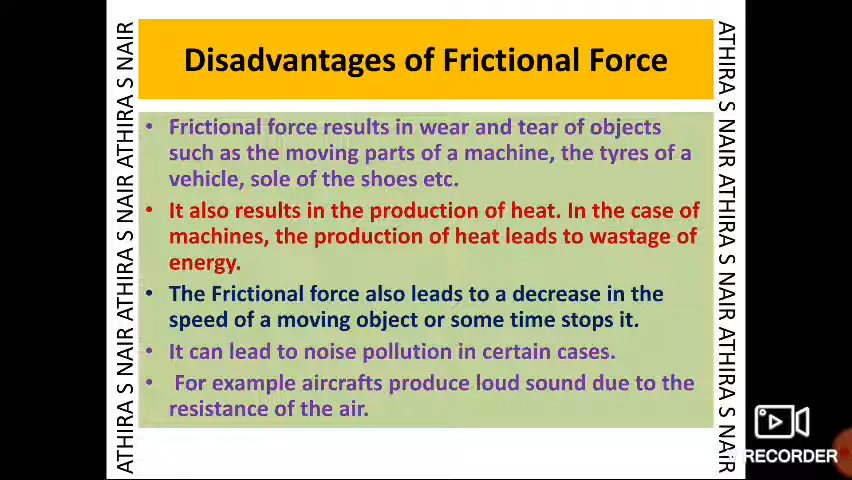 Disadvantages of Frictional Force
• Frictional force results in wear and tear of objects
such as the moving parts of a machine, the tyres of a
vehicle, sole of the shoes etc.
• It also results in the production of heat. In the case of
machines, the production of heat leads to wastage of
energy.
• The Frictional force also leads to a decrease in the
speed of a moving object or some time stops it.
• It can lead to noise pollution in certain cases.
• For example aircrafts produce loud sound due to the
resistance of the air.
ATHIRA S NAIR ATHIRA S NAIR ATHIRA S NAIR
ATHIRA S NAIR ATHIRA S NAIR ATHIRA S NAIR
RECORDER